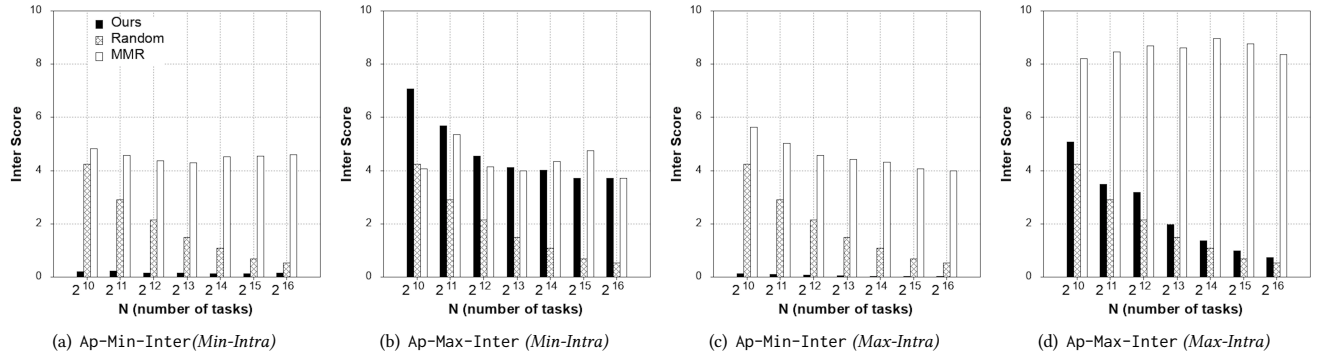 10
8
6
4
2
0
Inter Score
Ours
Random
MMR
2^10 2^11 2^12 2^13 2^14 2^15 2^16
N (number of tasks)
(a) Ap-Min-Inter(Min-Intra)
10
8
6
4
2
0
Inter Score
2^10 2^11 2^12 2^13 2^14 2^15 2^16
N (number of tasks)
(b) Ap-Max-Inter (Min-Intra)
10
8
6
4
2
0
Inter Score
2^10 2^11 2^12 2^13 2^14 2^15 2^16
N (number of tasks)
(c) Ap-Min-Inter (Max-Intra)
10
8
6
4
2
0
Inter Score
2^10 2^11 2^12 2^13 2^14 2^15 2^16
N (number of tasks)
(d) Ap-Max-Inter (Max-Intra)